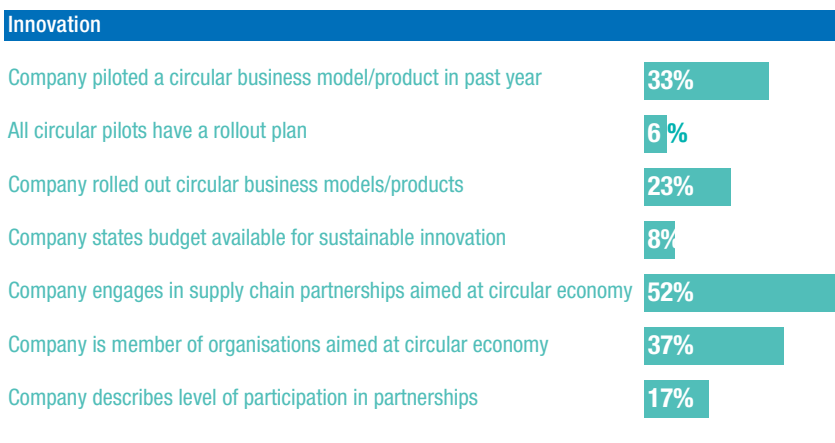 Innovation
Company piloted a circular business model/product in past year 33%
All circular pilots have a rollout plan 6 %
Company rolled out circular business models/products 23%
Company states budget available for sustainable innovation 8%
Company engages in supply chain partnerships aimed at circular economy 52%
Company is member of organisations aimed at circular economy 37%
Company describes level of participation in partnerships 17%